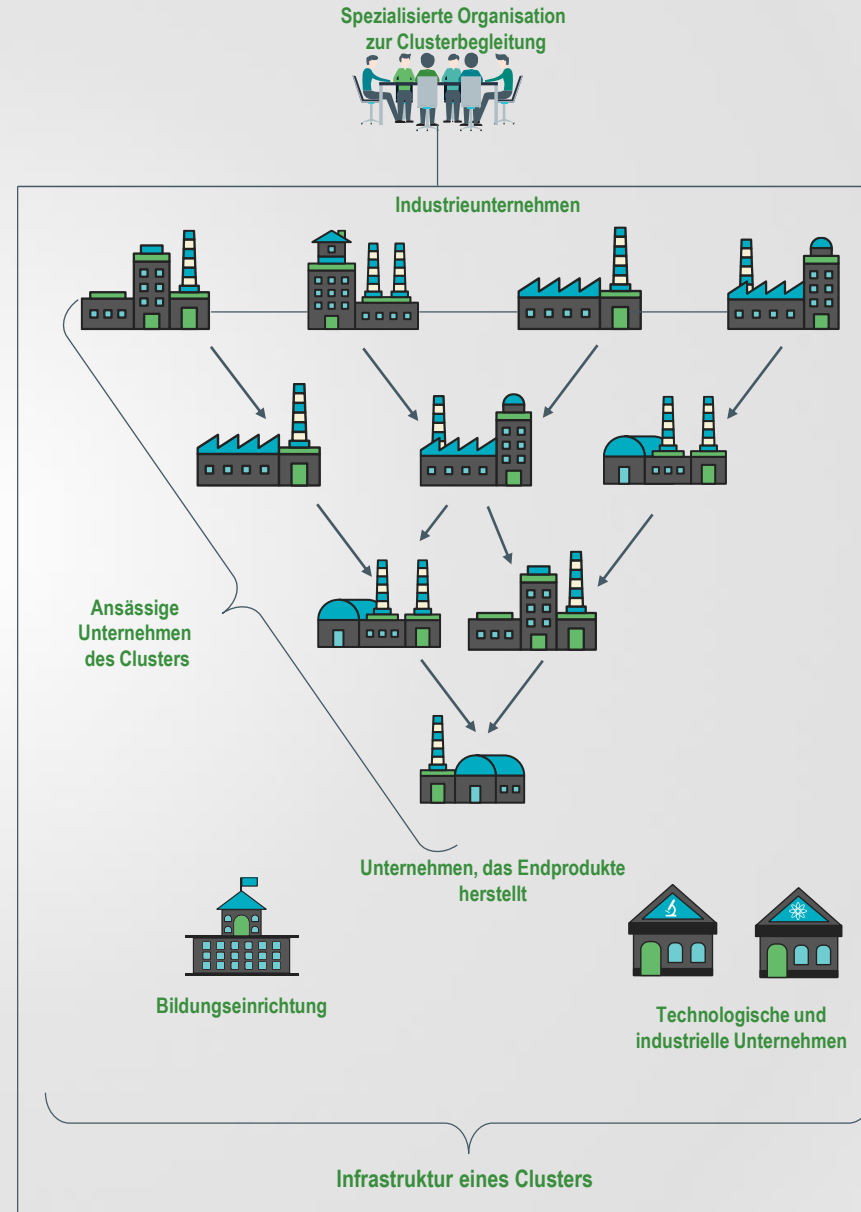 Spezialisierte Organisation
zur Clusterbegleitung
Industrieunternehmen
Ansässige
Unternehmen
des Clusters
Unternehmen, das Endprodukte
herstellt
Bildungseinrichtung
Technologische und
industrielle Unternehmen
Infrastruktur eines Clusters